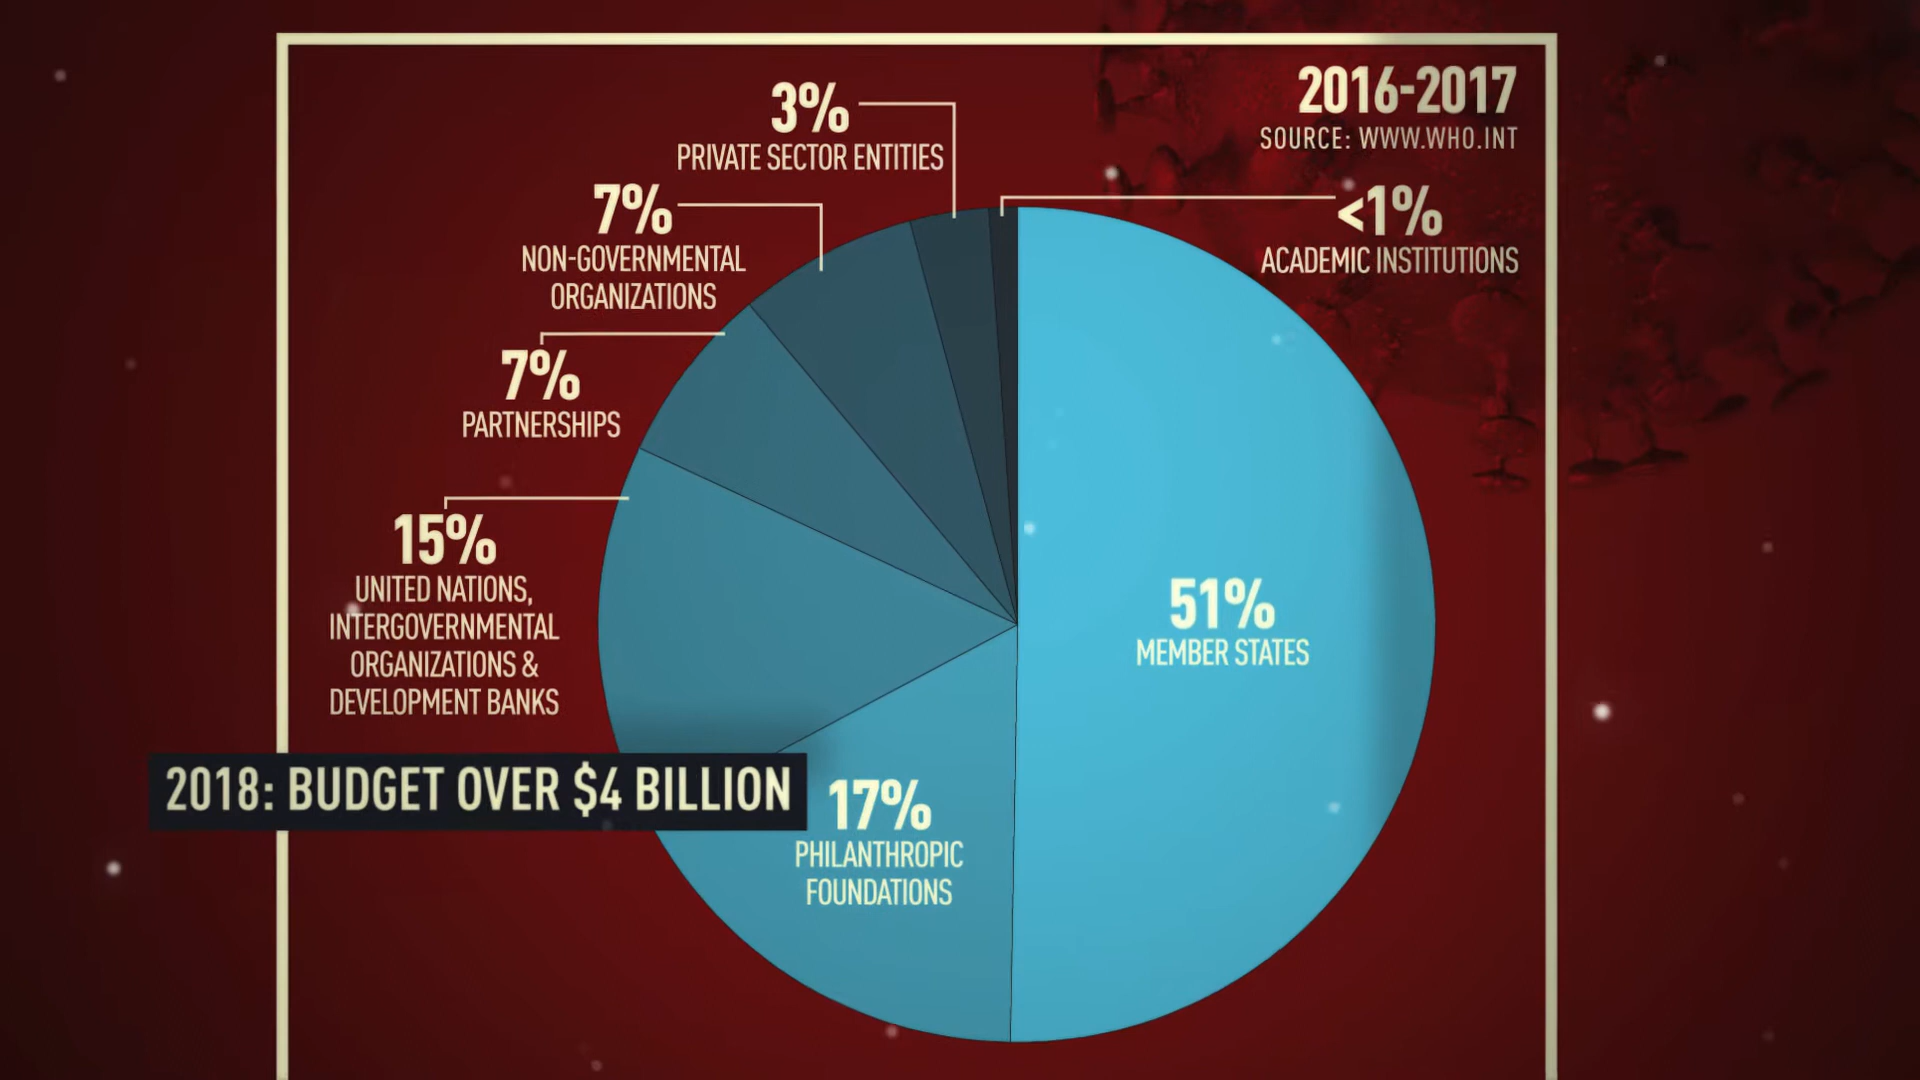 2016-2017
SOURCE: WWW.WHO.INT
3%
PRIVATE SECTOR ENTITIES
<1%
ACADEMIC INSTITUTIONS
7%
NON-GOVERNMENTAL
ORGANIZATIONS
7%
PARTNERSHIPS
15%
UNITED NATIONS,
INTERGOVERNMENTAL
ORGANIZATIONS &
DEVELOPMENT BANKS
51%
MEMBER STATES
2018: BUDGET OVER $4 BILLION
17%
PHILANTHROPIC
FOUNDATIONS